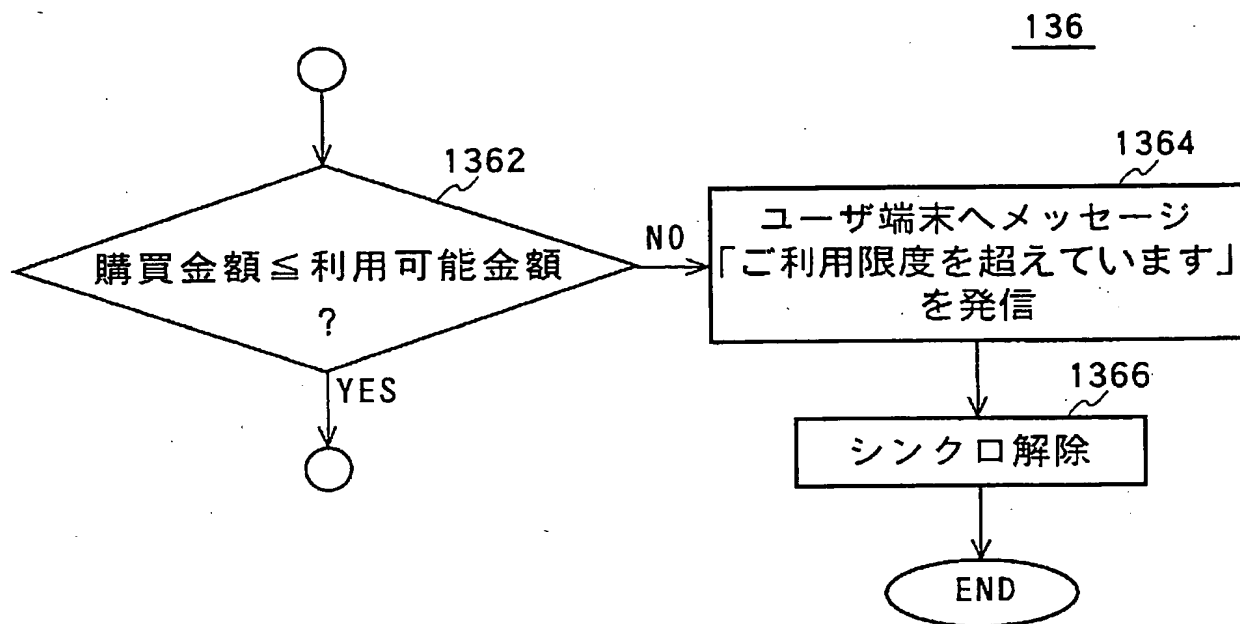 136
1362
購買金額≦利用可能金額
?
YES
NO
1364
ユーザ端末へメッセージ
「ご利用限度を超えています」
を発信
1366
シンクロ解除
END